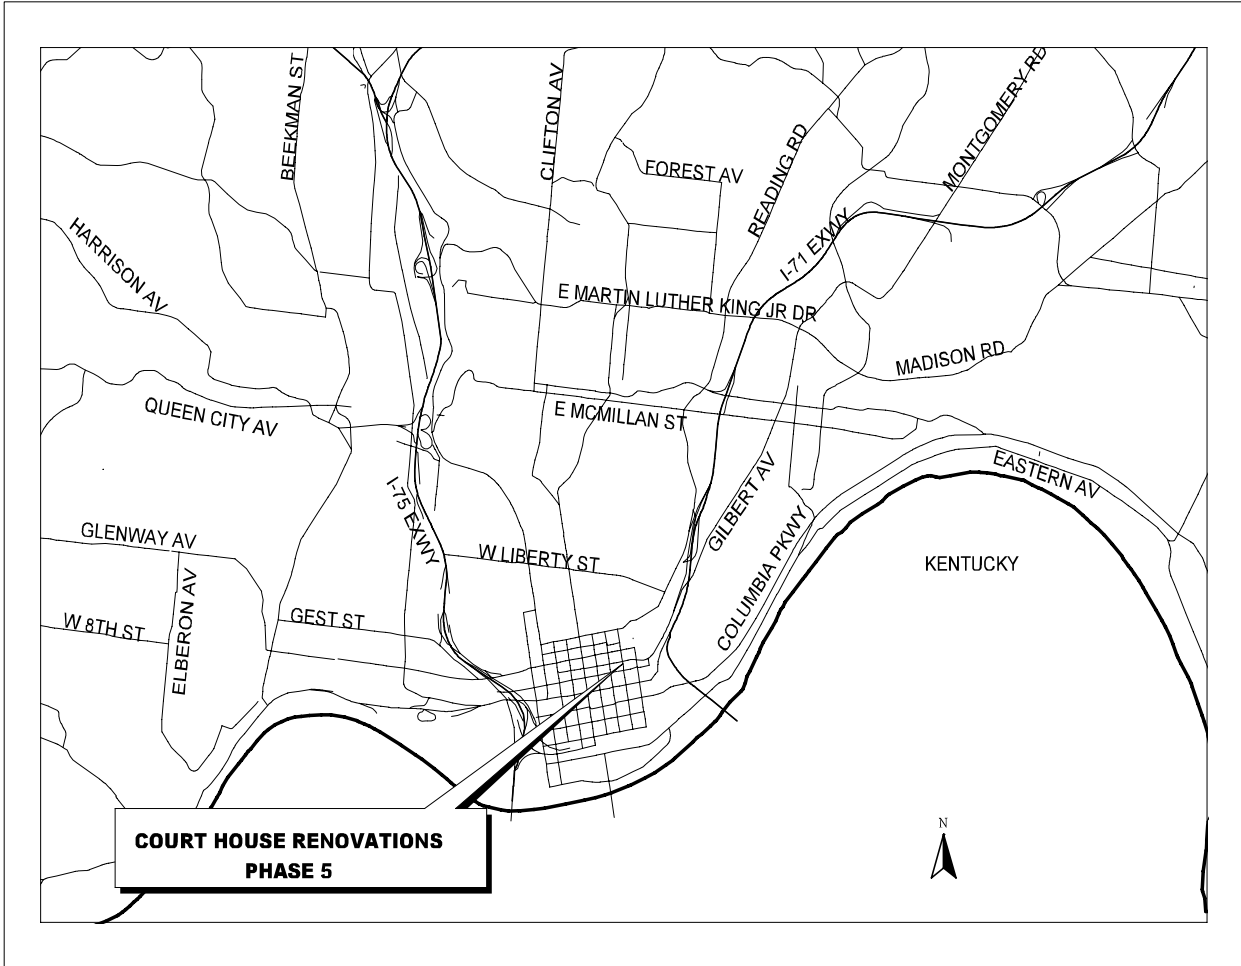 BEEKMAN ST
CLIFTON AV
MONTGOMERY RD
READING RD
FOREST AV
HARRISON AV
I-71 EXWY
E MARTIN LUTHER KING JR DR
MADISON RD
QUEEN CITY AV
E MCMILLAN ST
EASTERN AV
I-75 EXWY
GILBERT AV
GLENWAY AV
W LIBERTY ST
COLUMBIA PKWY
KENTUCKY
ELBERON AV
W 8TH ST
GEST ST
COURT HOUSE RENOVATIONS
PHASE 5
N